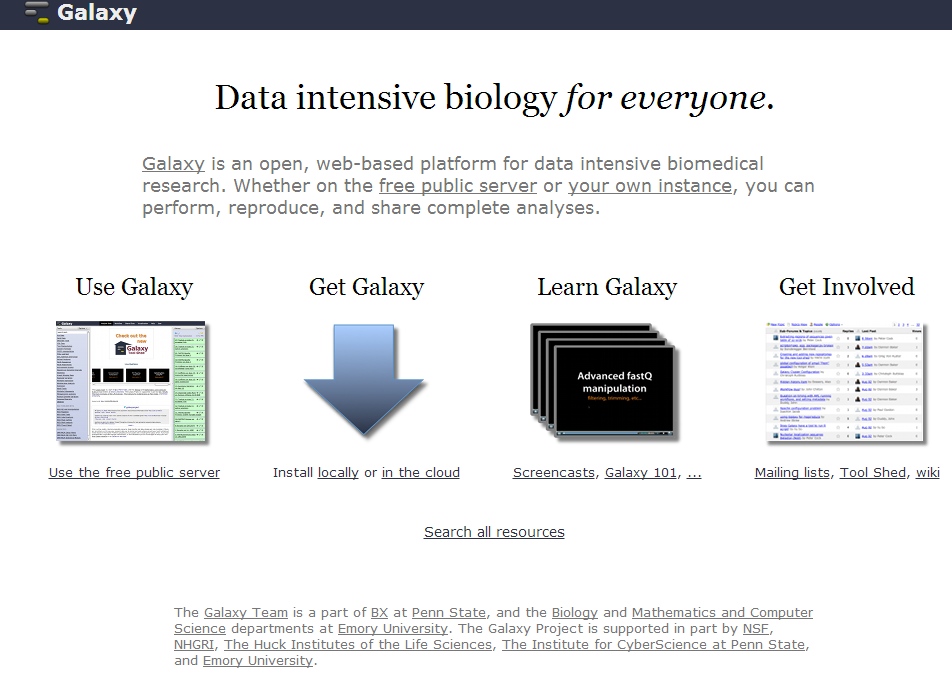 Galaxy
Data intensive biology for everyone.
Galaxy is an open, web-based platform for data intensive biomedical
research. Whether on the free public server or your own instance, you can
perform, reproduce, and share complete analyses.
Use Galaxy
Get Galaxy
Learn Galaxy
Get Involved
Check out the
new
Galaxy
Advanced fastQ
manipulation
filtering, trimming, etc...
Use the free public server
Install locally or in the cloud
Screencasts, Galaxy 101, ...
Mailing lists, Tool Shed, wiki
Search all resources
The Galaxy Team is a part of BX at Penn State, and the Biology and Mathematics and Computer
Science departments at Emory University. The Galaxy Project is supported in part by NSF,
NHGRI, The Huck Institutes of the Life Sciences, The Institute for CyberScience at Penn State,
and Emory University.